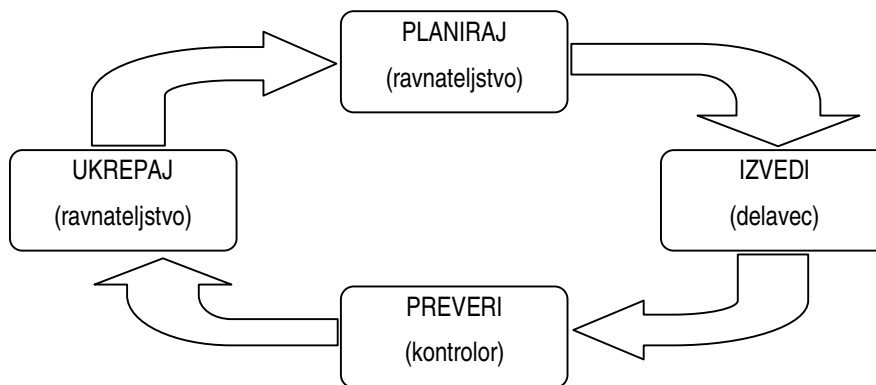 PLANIRAJ
(ravnateljstvo)
UKREPAJ
(ravnateljstvo)
IZVEDI
(delavec)
PREVERI
(kontrolor)